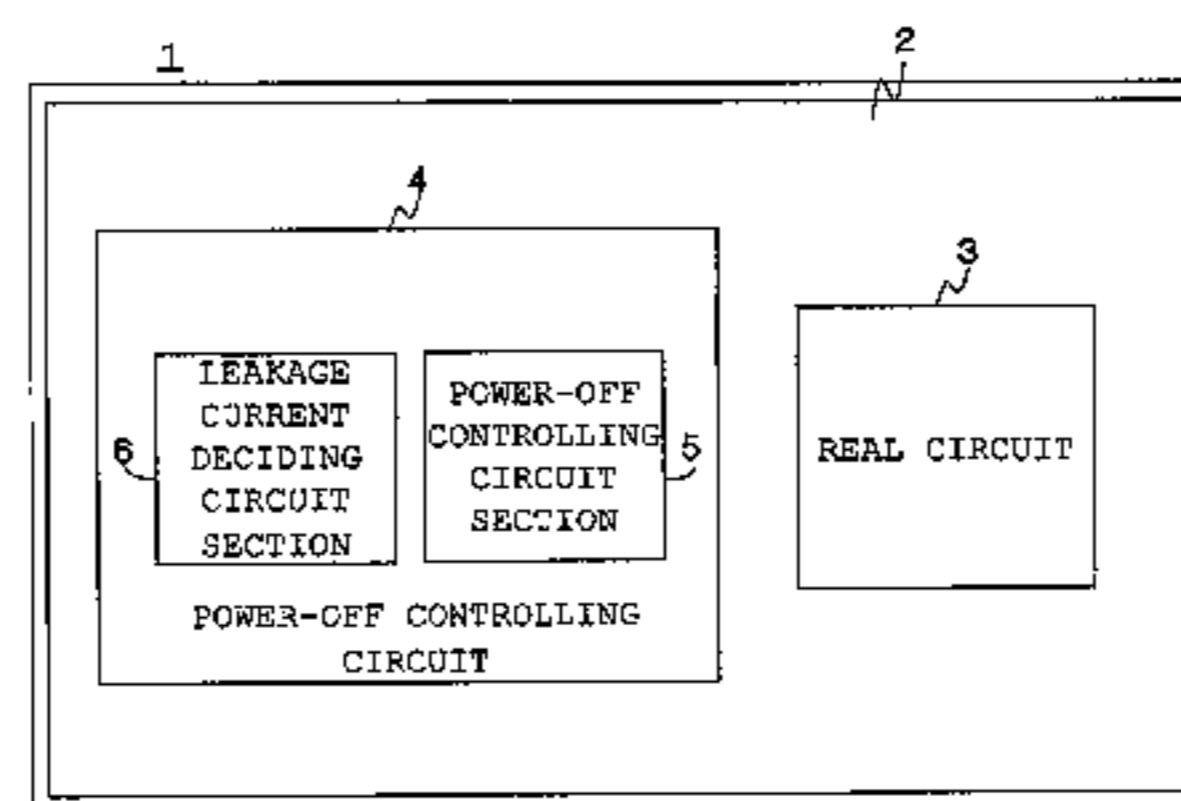 1
2
4
3
LEAKAGE
CURRENT
DECIDING
CIRCUIT
SECTION
6
POWER-OFF
CONTROLLING
CIRCUIT
SECTION
5
REAL CIRCUIT
POWER-OFF CONTROLLING
CIRCUIT